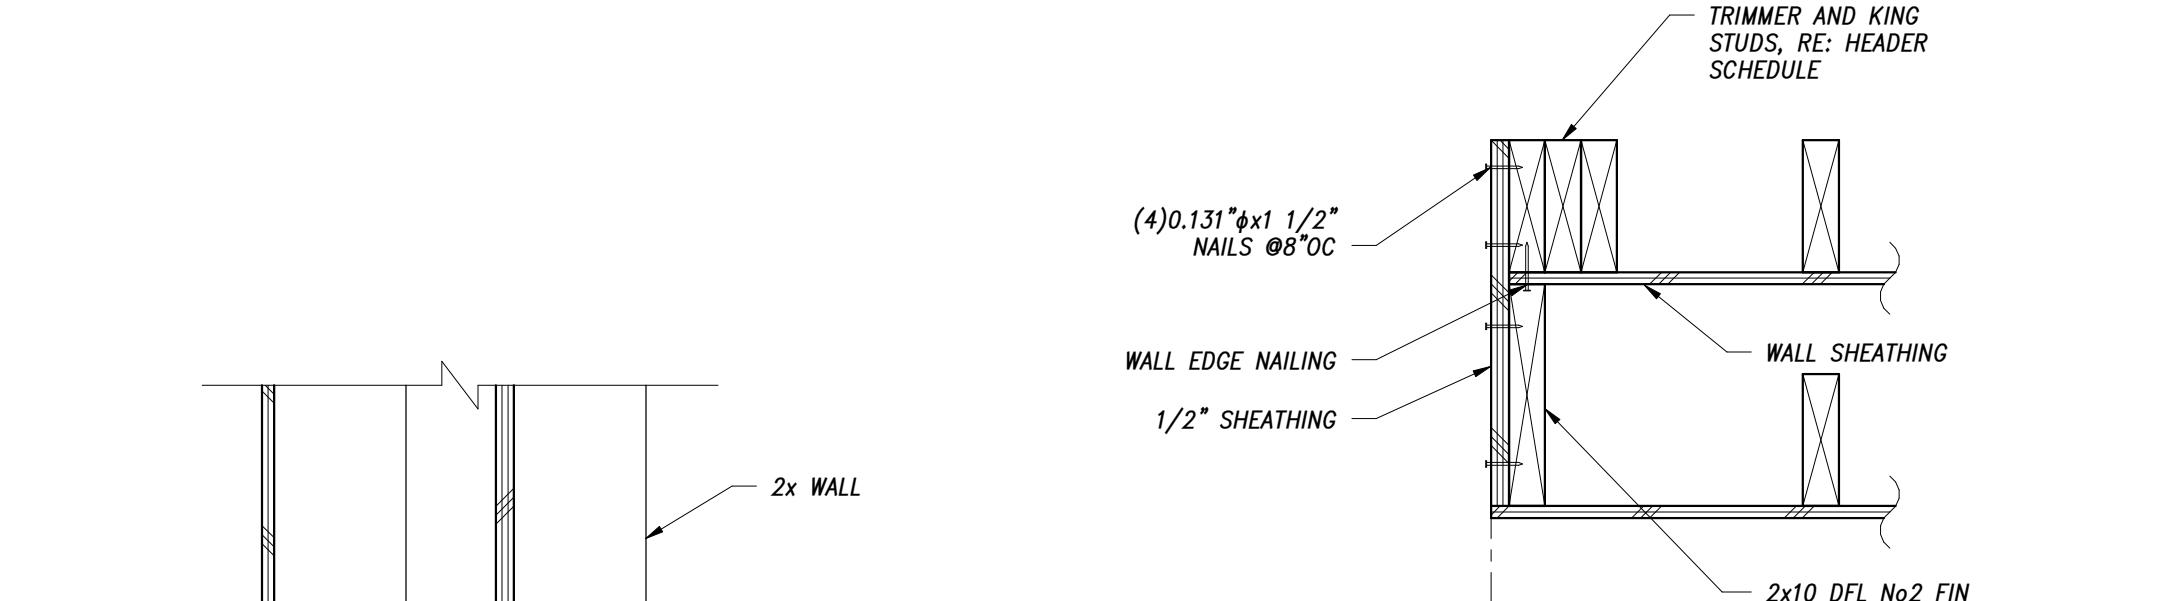 TRIMMER AND KING
STUDS, RE: HEADER
SCHEDULE
(4)0.131"ϕx1 1/2"
NAILS @8"OC
WALL EDGE NAILING
WALL SHEATHING
1/2" SHEATHING
2x WALL
2x10 DFL No2 FIN